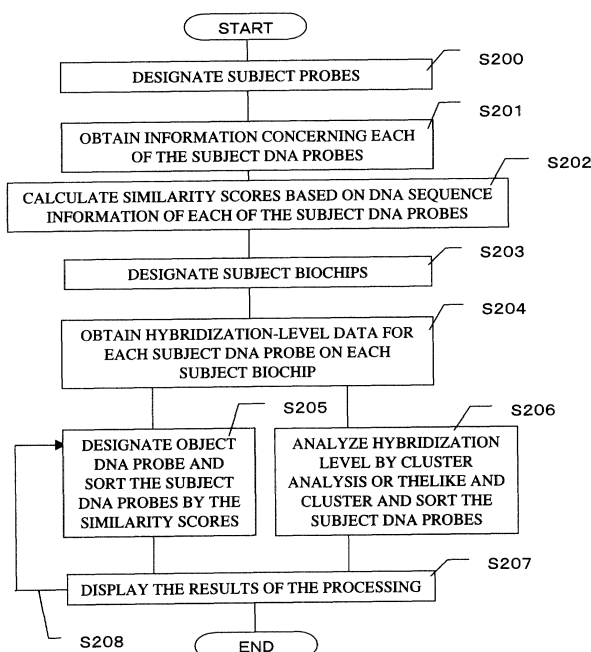 START
S200
DESIGNATE SUBJECT PROBES
S201
OBTAIN INFORMATION CONCERNING EACH
OF THE SUBJECT DNA PROBES
S202
CALCULATE SIMILARITY SCORES BASED ON DNA SEQUENCE
INFORMATION OF EACH OF THE SUBJECT DNA PROBES
S203
DESIGNATE SUBJECT BIOCHIPS
S204
OBTAIN HYBRIDIZATION-LEVEL DATA FOR
EACH SUBJECT DNA PROBE ON EACH
SUBJECT BIOCHIP
S205
DESIGNATE OBJECT
DNA PROBE AND
SORT THE SUBJECT
DNA PROBES BY THE
SIMILARITY SCORES
S206
ANALYZE HYBRIDIZATION
LEVEL BY CLUSTER
ANALYSIS OR THELIKE AND
CLUSTER AND SORT THE
SUBJECT DNA PROBES
S207
DISPLAY THE RESULTS OF THE PROCESSING
S208
END